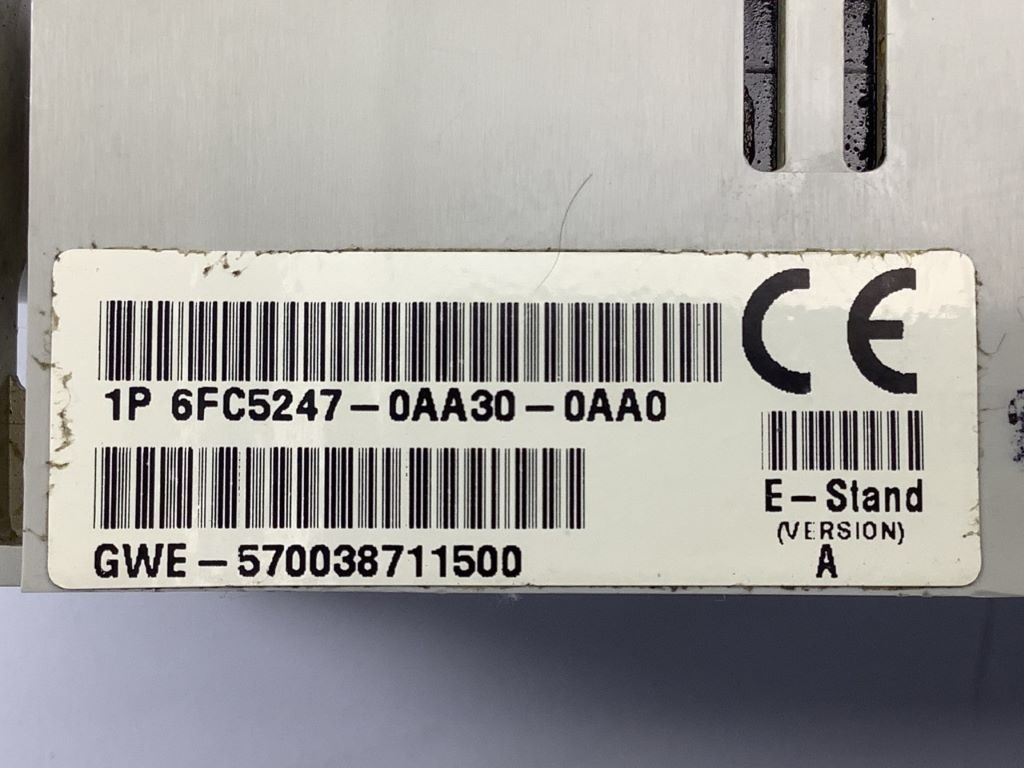 CE
1P 6FC5247-0AA30-0AA0
E-Stand
(VERSION)
A
GWE-570038711500